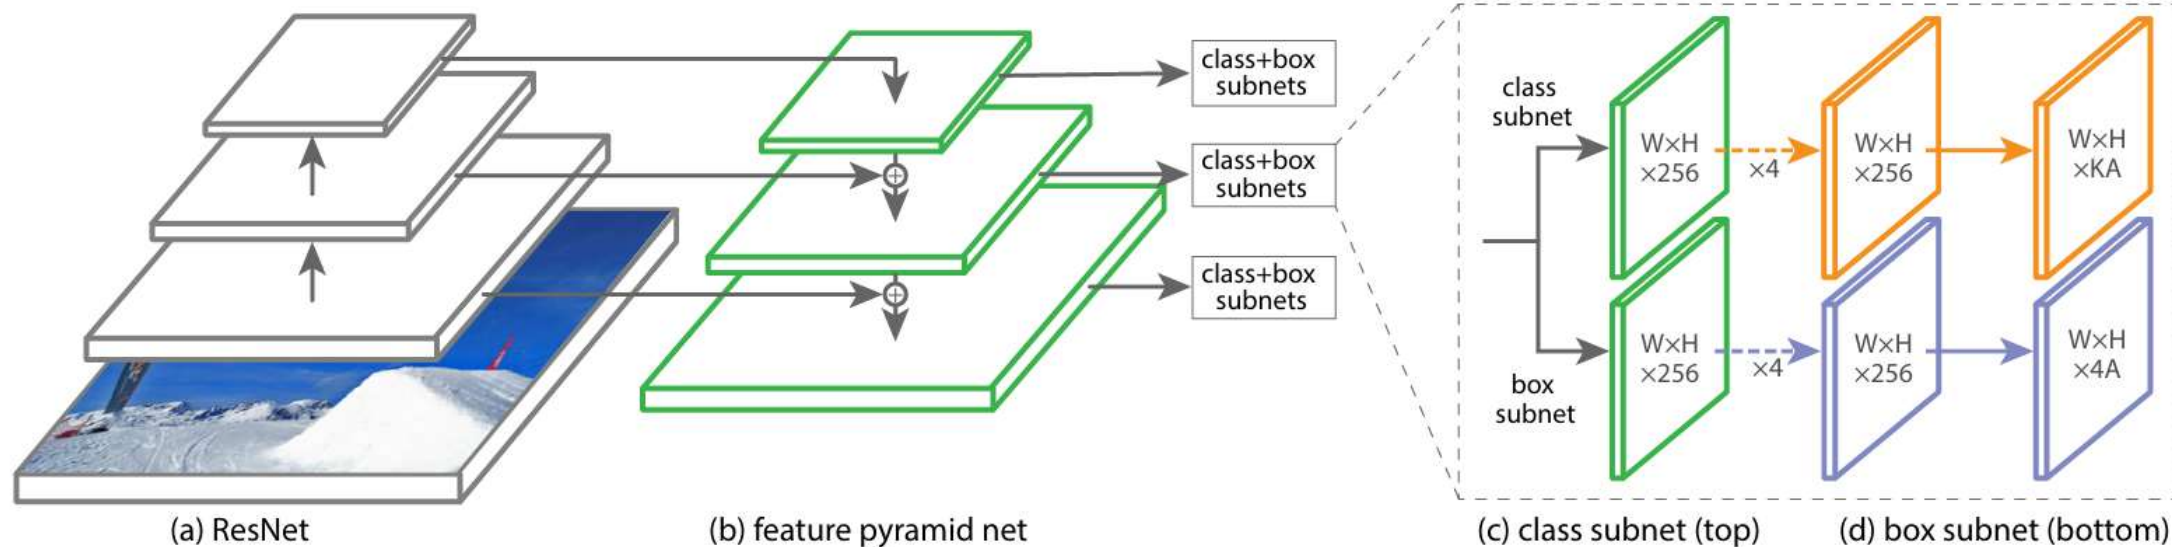 class+box
subnets
class+box
subnets
class+box
subnets
class
subnet
W×H
×256
×4
W×H
×256
W×H
×KA
box
subnet
W×H
×256
×4
W×H
×256
W×H
×4A
(a) ResNet
(b) feature pyramid net
(c) class subnet (top)
(d) box subnet (bottom)